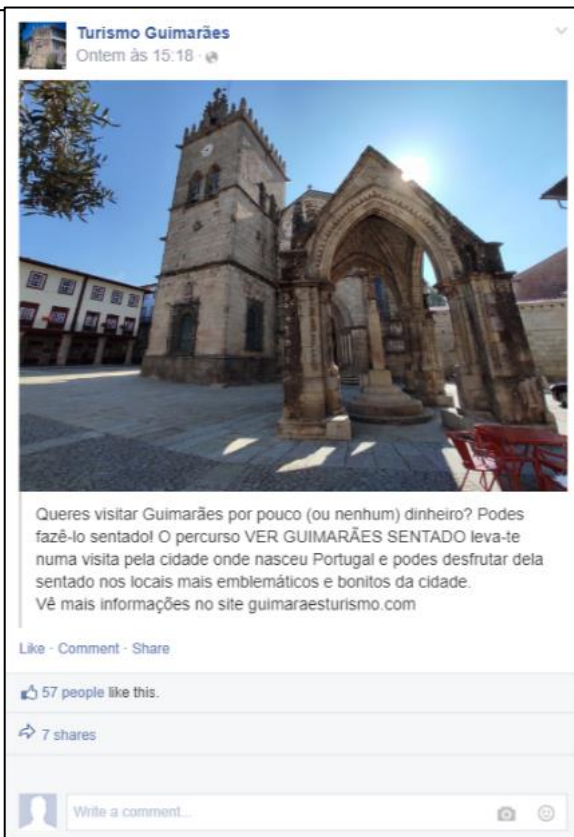 Turismo Guimarães
Ontem às 15:18 ·
Queres visitar Guimarães por pouco (ou nenhum) dinheiro? Podes
fazê-lo sentado! O percurso VER GUIMARÃES SENTADO leva-te
numa visita pela cidade onde nasceu Portugal e podes desfrutar dela
sentado nos locais mais emblemáticos e bonitos da cidade.
Vê mais informações no site guimaraesturismo.com
Like · Comment · Share
57 people like this.
7 shares
Write a comment...